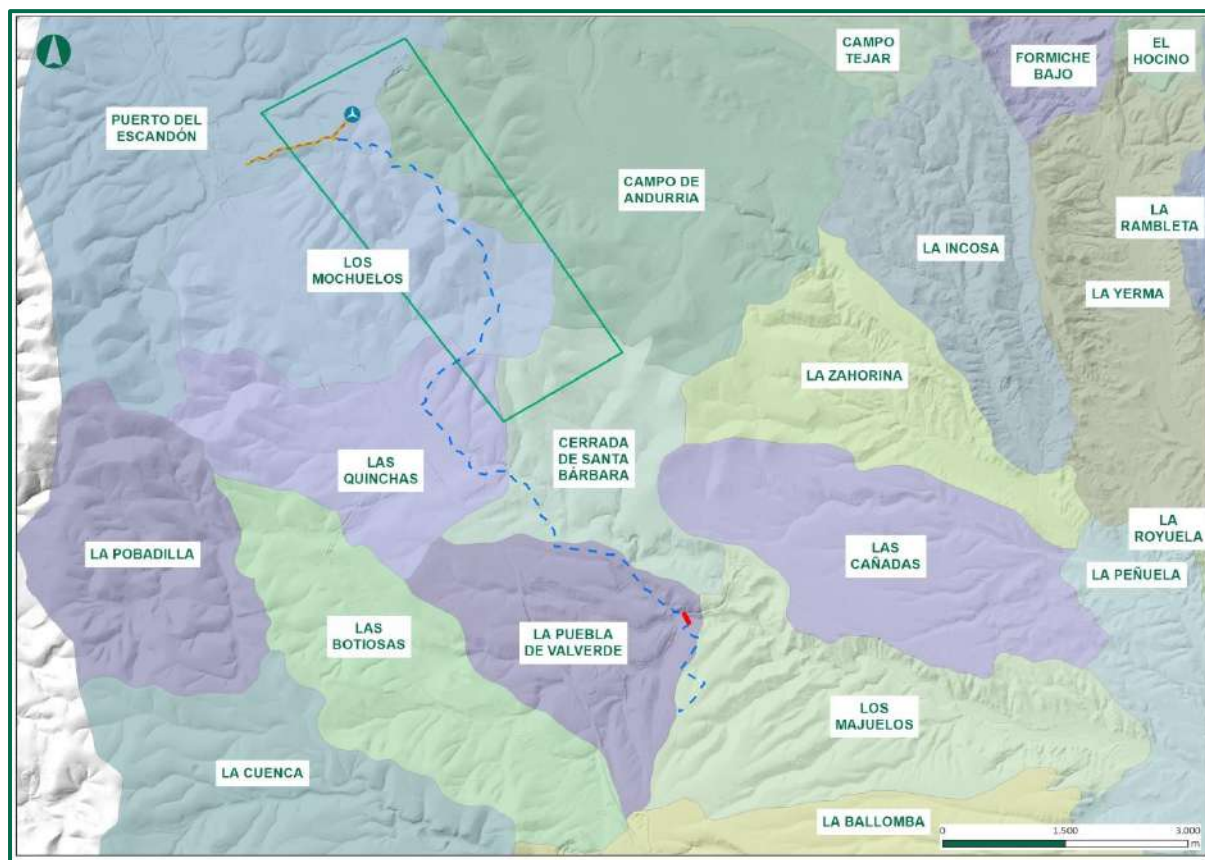 CAMPO
TEJAR
FORMICHE
BAJO
EL
HOCINO
PUERTO DEL
ESCANDÓN
CAMPO DE
ANDURRIA
LA
RAMBLETA
LA INCOSA
LOS
MOCHUELOS
LA YERMA
LA ZAHORINA
CERRADA
DE SANTA
BÁRBARA
LAS
QUINCHAS
LA
ROYUELA
LA POBADILLA
LAS
CAÑADAS
LA PEÑUELA
LAS
BOTIOSAS
LA PUEBLA
DE VALVERDE
LOS
MAJUELOS
LA CUENCA
LA BALLOMBA
0 1.500 3.000
m